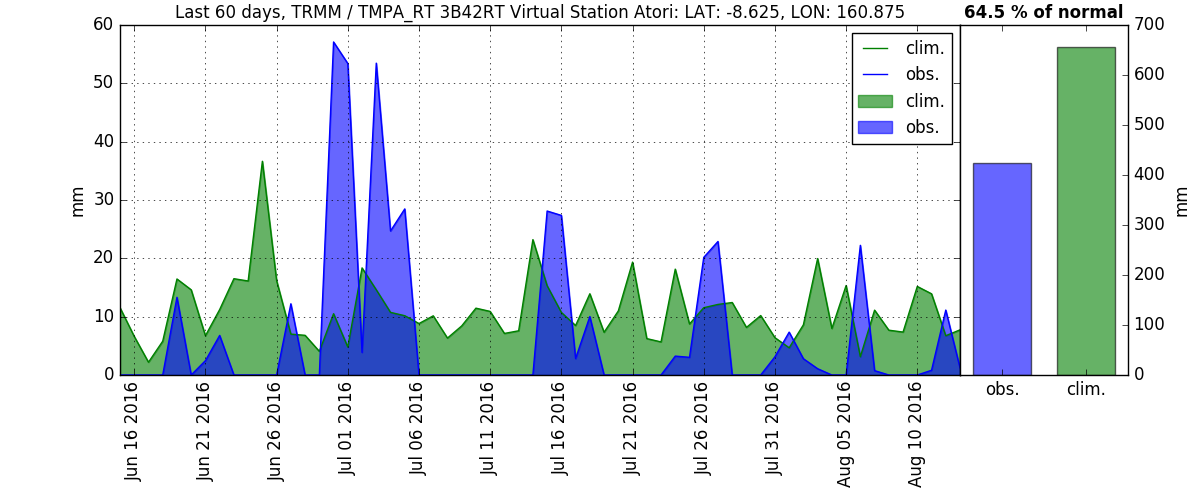 Last 60 days, TRMM / TMPA_RT 3B42RT Virtual Station Atori: LAT: -8.625, LON: 160.875
64.5 % of normal
60
50
40
30
20
10
0
mm
clim.
obs.
clim.
obs.
Jun 16 2016
Jun 21 2016
Jun 26 2016
Jul 01 2016
Jul 06 2016
Jul 11 2016
Jul 16 2016
Jul 21 2016
Jul 26 2016
Jul 31 2016
Aug 05 2016
Aug 10 2016
obs.
clim.
700
600
500
400
300
200
100
0
mm